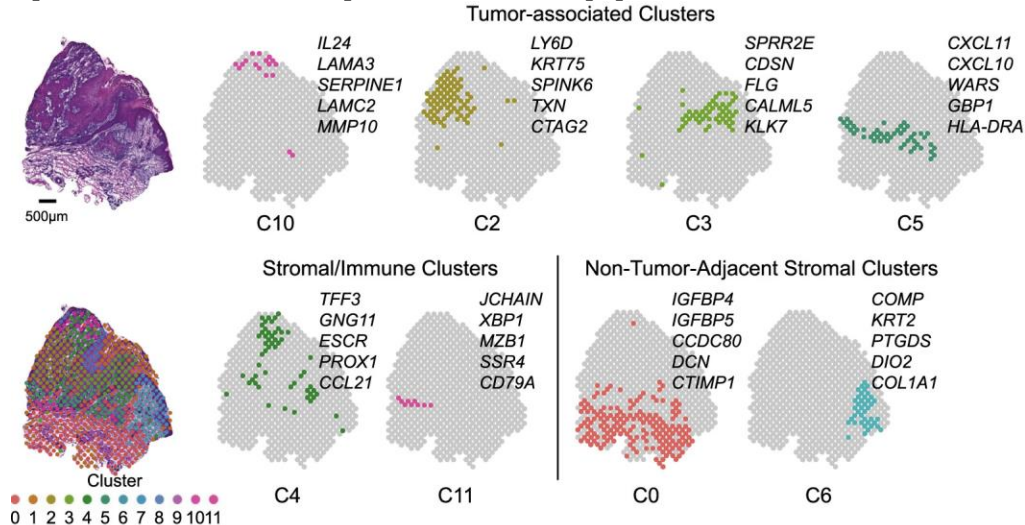 Tumor-associated Clusters
IL24
LAMA3
SERPINE1
LAMC2
MMP10
C10
LY6D
KRT75
SPINK6
TXN
CTAG2
C2
SPRR2E
CDSN
FLG
CALML5
KLK7
C3
CXCL11
CXCL10
WARS
GBP1
HLA-DRA
C5
500µm
Stromal/Immune Clusters
TFF3
GNG11
ESCR
PROX1
CCL21
C4
JCHAIN
XBP1
MZB1
SSR4
CD79A
C11
Non-Tumor-Adjacent Stromal Clusters
IGFBP4
IGFBP5
CCDC80
DCN
CTIMP1
C0
COMP
KRT2
PTGDS
DIO2
COL1A1
C6
Cluster
0 1 2 3 4 5 6 7 8 9 10 11